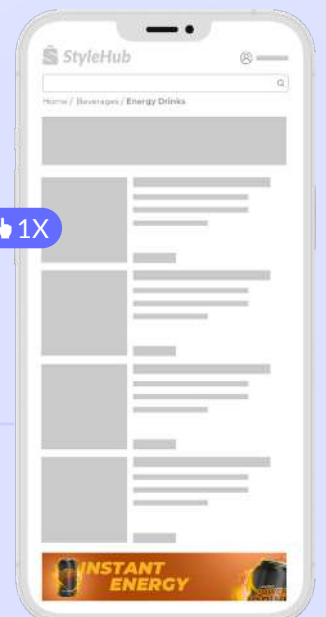 StyleHub
Home / Beverages / Energy Drinks
1X
INSTANT
ENERGY